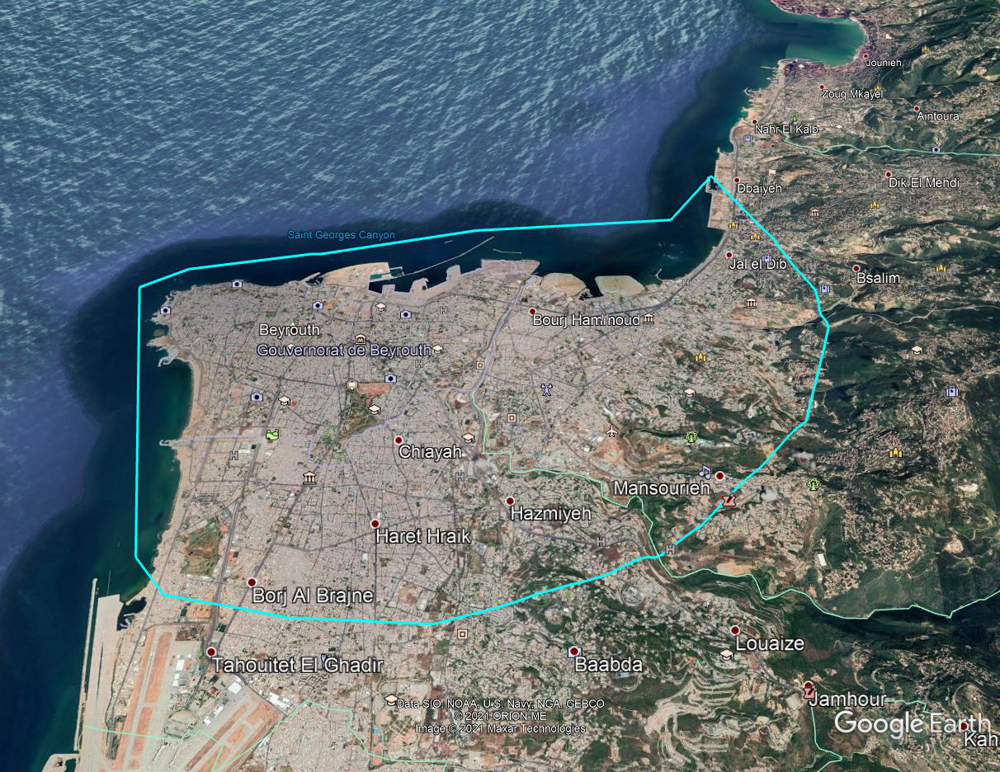 Jounieh
Zouq Mkayel
Aintoura
Nahr El Kalb
Dik El Mehdi
Dbaiyeh
Saint Georges Canyon
Jal el Dib
Bsalim
Bourj Hammoud
Beyrouth
Gouvernorat de Beyrouth
Chiayah
Mansourieh
Hazmiyeh
Haret Hraik
Borj Al Brajne
Louaize
Tahouitet El Ghadir
Baabda
Jamhour
Data SIO, NOAA, U.S. Navy, NGA, GEBCO
© 2021 ORION-ME
Image © 2021 Maxar Technologies
Google Earth